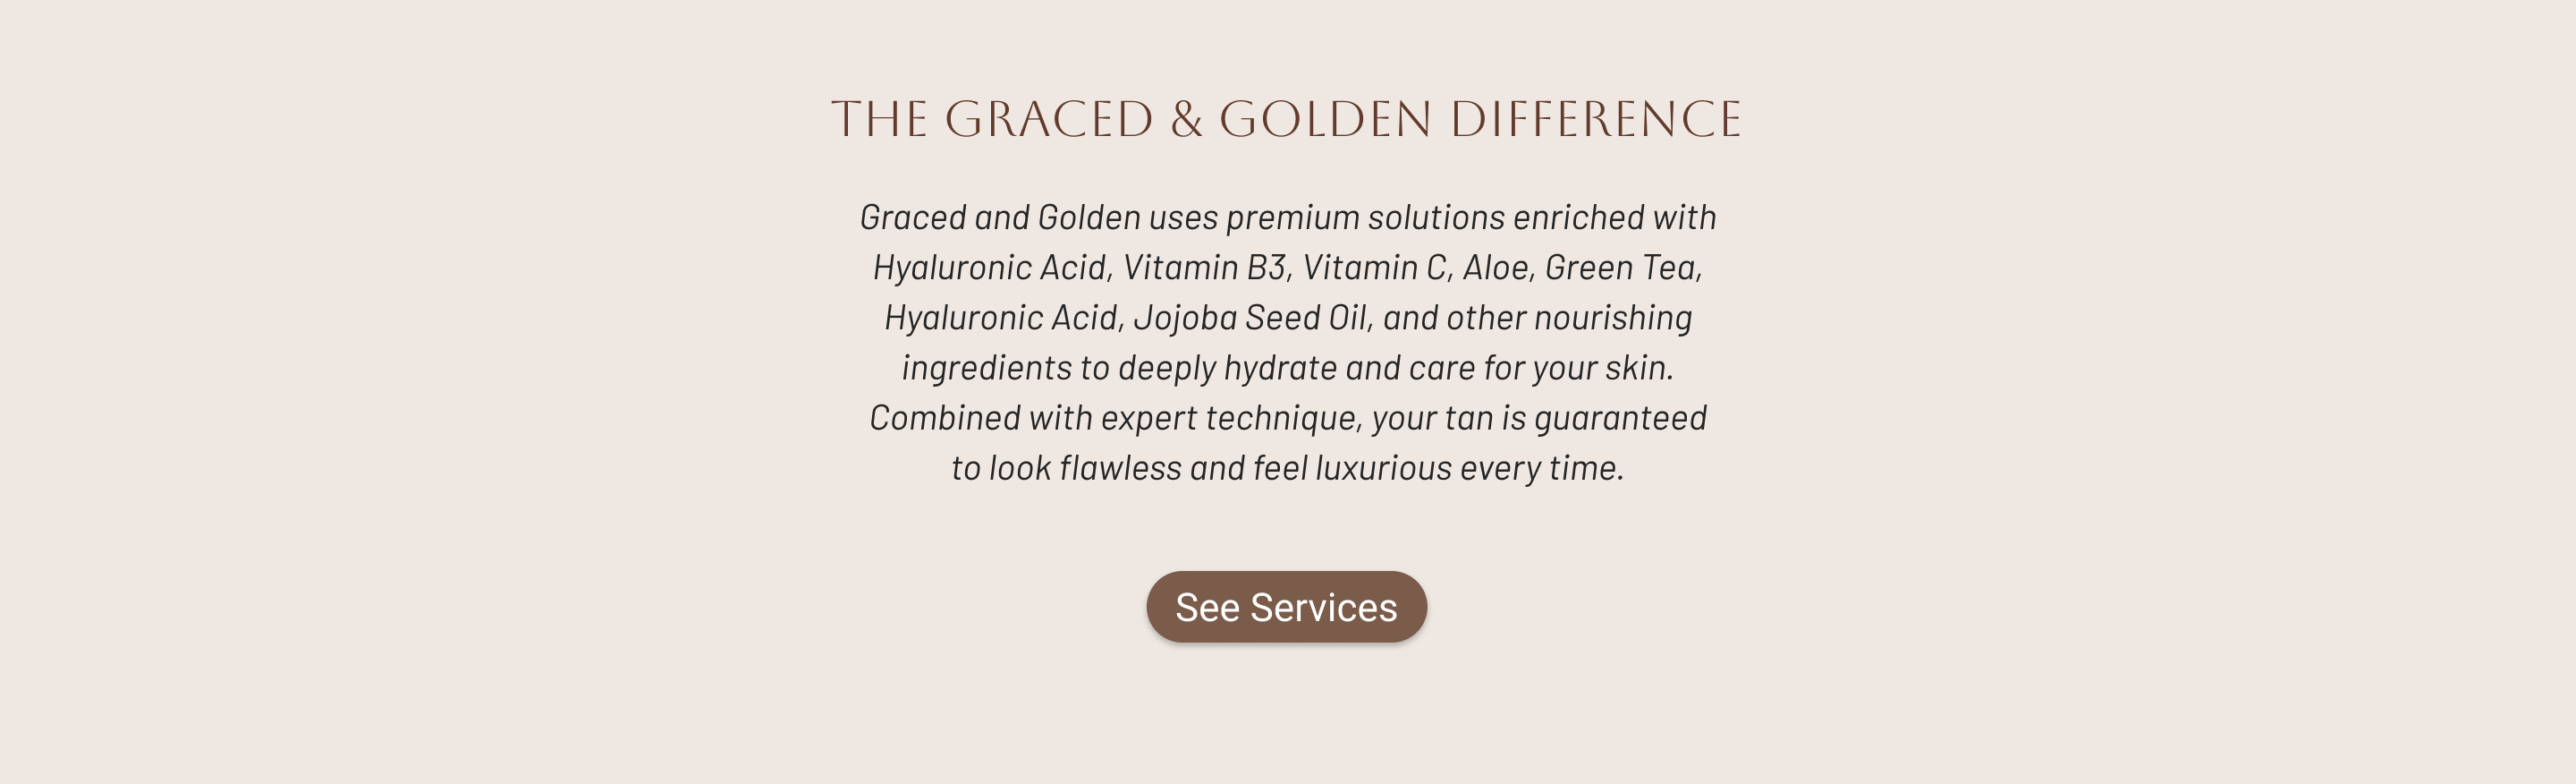 THE GRACED & GOLDEN DIFFERENCE
Graced and Golden uses premium solutions enriched with
Hyaluronic Acid, Vitamin B3, Vitamin C, Aloe, Green Tea,
Hyaluronic Acid, Jojoba Seed Oil, and other nourishing
ingredients to deeply hydrate and care for your skin.
Combined with expert technique, your tan is guaranteed
to look flawless and feel luxurious every time.
See Services